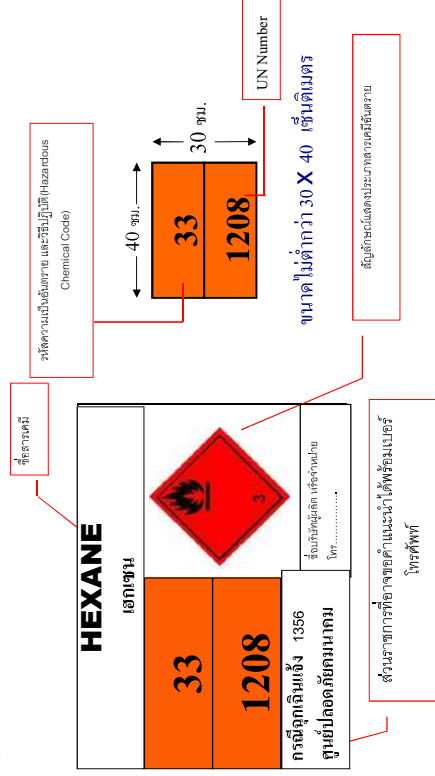 ชื่อสารเคมี
รหัสความเป็นอันตราย และวิธีปฏิบัติ(Hazardous
Chemical Code)
HEXANE
เฮกเซน
33
1208
3
กรณีฉุกเฉินแจ้ง 1356
ศูนย์ปลอดภัยคมนาคม
ชื่อบริษัทผู้ผลิต หรือจำหน่าย
โทร...............
40 ซม.
30 ซม.
33
1208
UN Number
ขนาดไม่ต่ำกว่า 30 X 40 เซ็นติเมตร
สัญลักษณ์แสดงประเภทสารเคมีอันตราย
ส่วนราชการที่อาจขอคำแนะนำได้พร้อมเบอร์
โทรศัพท์